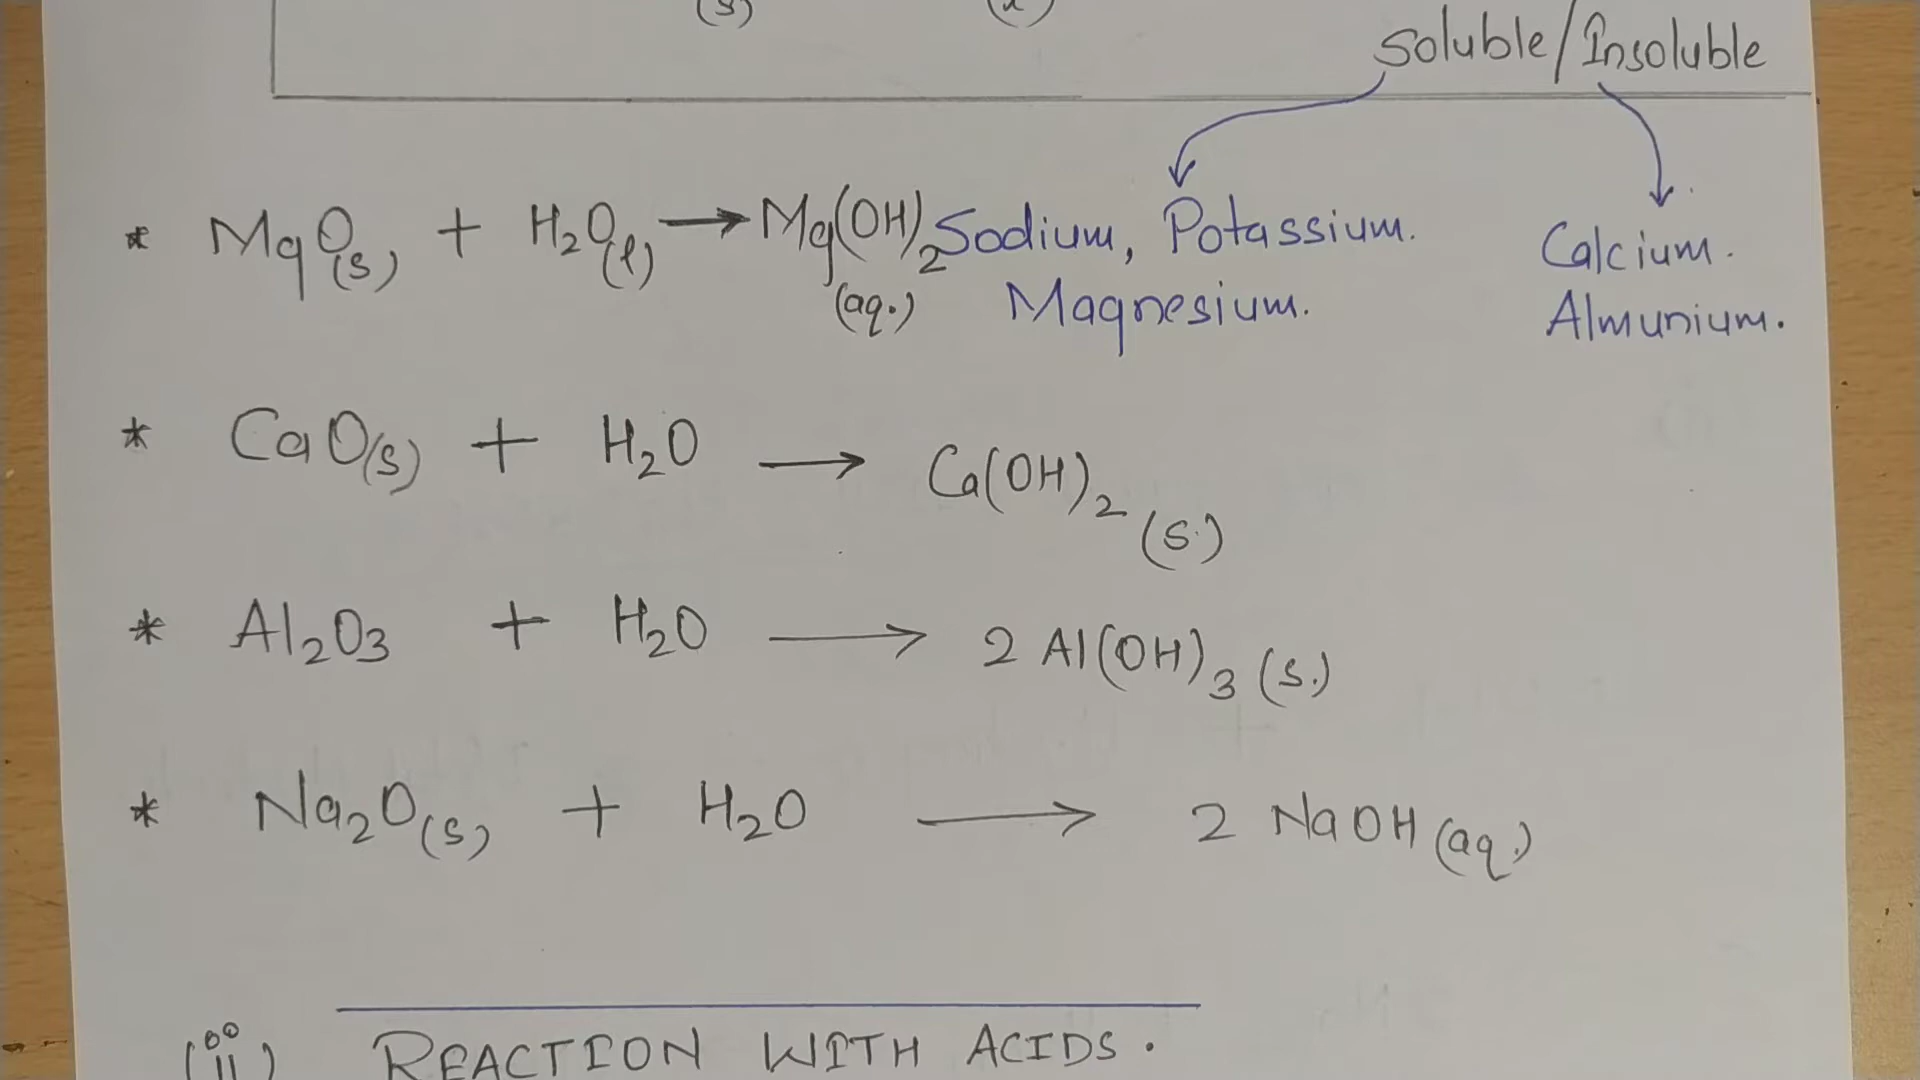 (s) (l)
Soluble/Insoluble
* MgO(s) + H₂O(l) → Mg(OH)₂ (aq.)
Sodium, Potassium.
Magnesium.
Calcium.
Almunium.
* CaO(s) + H₂O → Ca(OH)₂ (s.)
* Al₂O₃ + H₂O → 2 Al(OH)₃ (s.)
* Na₂O(s) + H₂O → 2 NaOH (aq.)
(ii) REACTION WITH ACIDS.